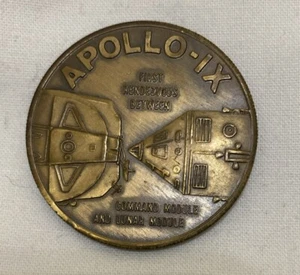 APOLLO-IX
FIRST
RENDEZVOUS
BETWEEN
COMMAND MODULE
AND LUNAR MODULE